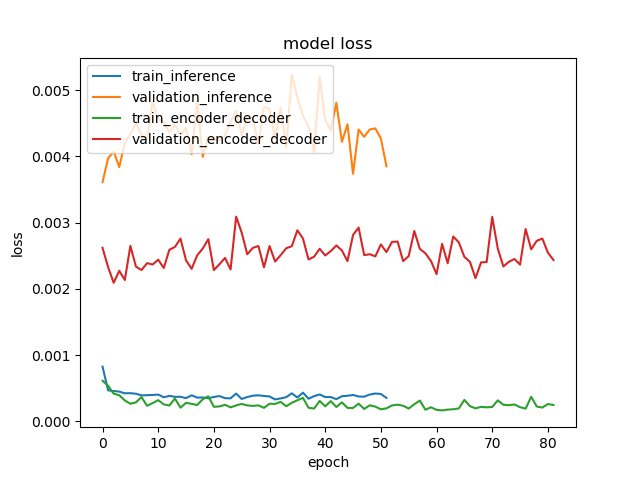 model loss
train_inference
validation_inference
train_encoder_decoder
validation_encoder_decoder
loss
0.005
0.004
0.003
0.002
0.001
0.000
0 10 20 30 40 50 60 70 80
epoch